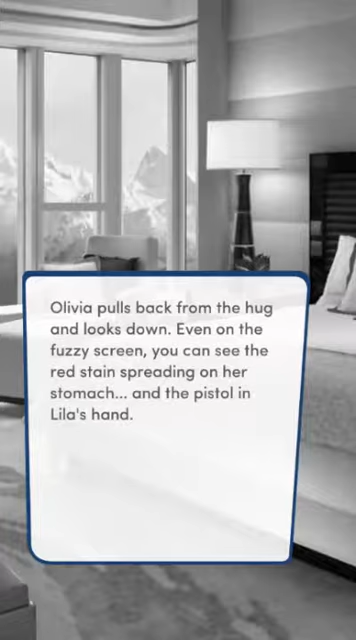 Olivia pulls back from the hug
and looks down. Even on the
fuzzy screen, you can see the
red stain spreading on her
stomach... and the pistol in
Lila's hand.